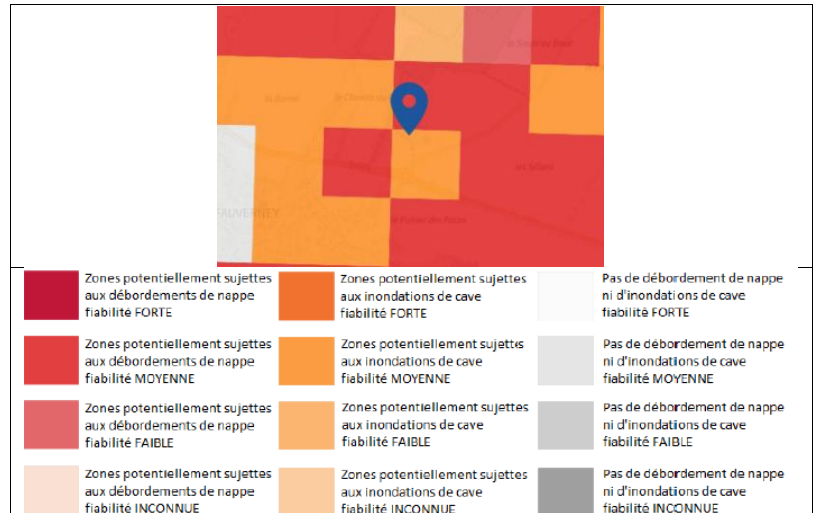 FAUVERNEY
Zones potentiellement sujettes
aux débordements de nappe
fiabilité FORTE
Zones potentiellement sujettes
aux inondations de cave
fiabilité FORTE
Pas de débordement de nappe
ni d'inondations de cave
fiabilité FORTE
Zones potentiellement sujettes
aux débordements de nappe
fiabilité MOYENNE
Zones potentiellement sujettes
aux inondations de cave
fiabilité MOYENNE
Pas de débordement de nappe
ni d'inondations de cave
fiabilité MOYENNE
Zones potentiellement sujettes
aux débordements de nappe
fiabilité FAIBLE
Zones potentiellement sujettes
aux inondations de cave
fiabilité FAIBLE
Pas de débordement de nappe
ni d'inondations de cave
fiabilité FAIBLE
Zones potentiellement sujettes
aux débordements de nappe
fiabilité INCONNUE
Zones potentiellement sujettes
aux inondations de cave
fiabilité INCONNUE
Pas de débordement de nappe
ni d'inondations de cave
fiabilité INCONNUE